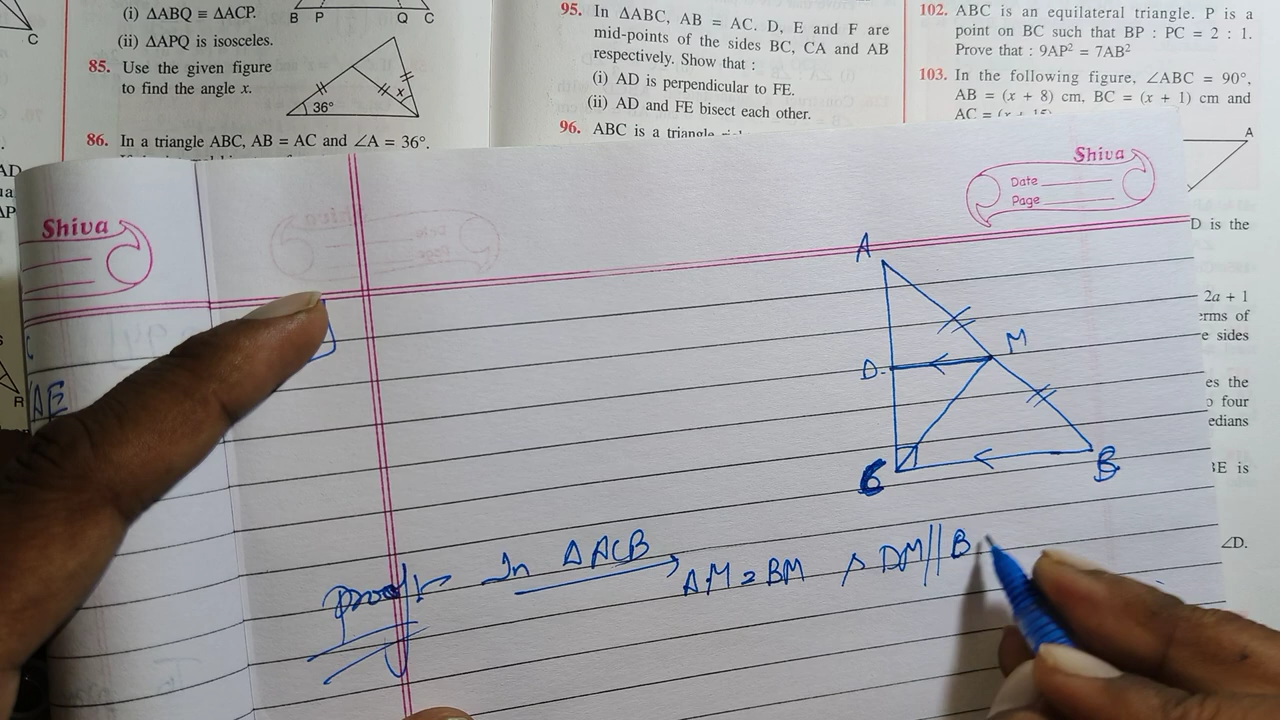 (i) ΔABQ ≡ ΔACP.
(ii) ΔAPQ is isosceles.
85. Use the given figure
to find the angle x.
86. In a triangle ABC, AB = AC and ∠A = 36°.
B P Q C
36° x
C
AD
R
95. In ΔABC, AB = AC. D, E and F are
mid-points of the sides BC, CA and AB
respectively. Show that :
(i) AD is perpendicular to FE.
(ii) AD and FE bisect each other.
96. ABC is a triangle
102. ABC is an equilateral triangle. P is a
point on BC such that BP : PC = 2 : 1.
Prove that : 9AP² = 7AB²
103. In the following figure, ∠ABC = 90°,
AB = (x + 8) cm, BC = (x + 1) cm and
AC = (x + 15)
A
D is the
2a + 1
erms of
e sides
es the
four
edians
BE is
∠D.
Shiva
Shiva
Date
Page
AE
A
M
D
C
B
Proof:- In ΔACB → AM = BM , DM || B